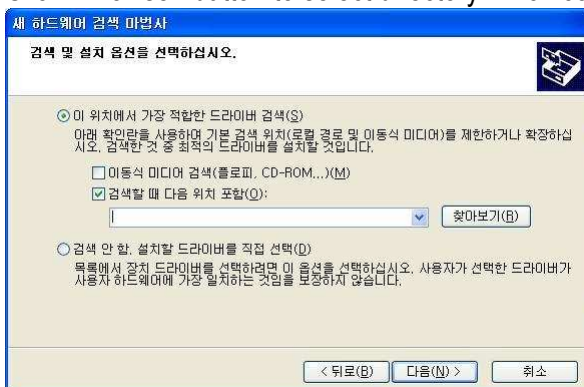 새 하드웨어 검색 마법사
검색 및 설치 옵션을 선택하십시오.
이 위치에서 가장 적합한 드라이버 검색(S)
아래 확인란을 사용하여 기본 검색 위치(로컬 경로 및 이동식 미디어)를 제한하거나 확장하십
시오. 검색한 것 중 최적의 드라이버를 설치할 것입니다.
이동식 미디어 검색(플로피, CD-ROM...)(M)
검색할 때 다음 위치 포함(O):
찾아보기(R)
검색 안 함. 설치할 드라이버를 직접 선택(D)
목록에서 장치 드라이버를 선택하려면 이 옵션을 선택하십시오. 사용자가 선택한 드라이버가
사용자 하드웨어에 가장 일치하는 것임을 보장하지 않습니다.
< 뒤로(B) 다음(N) > 취소